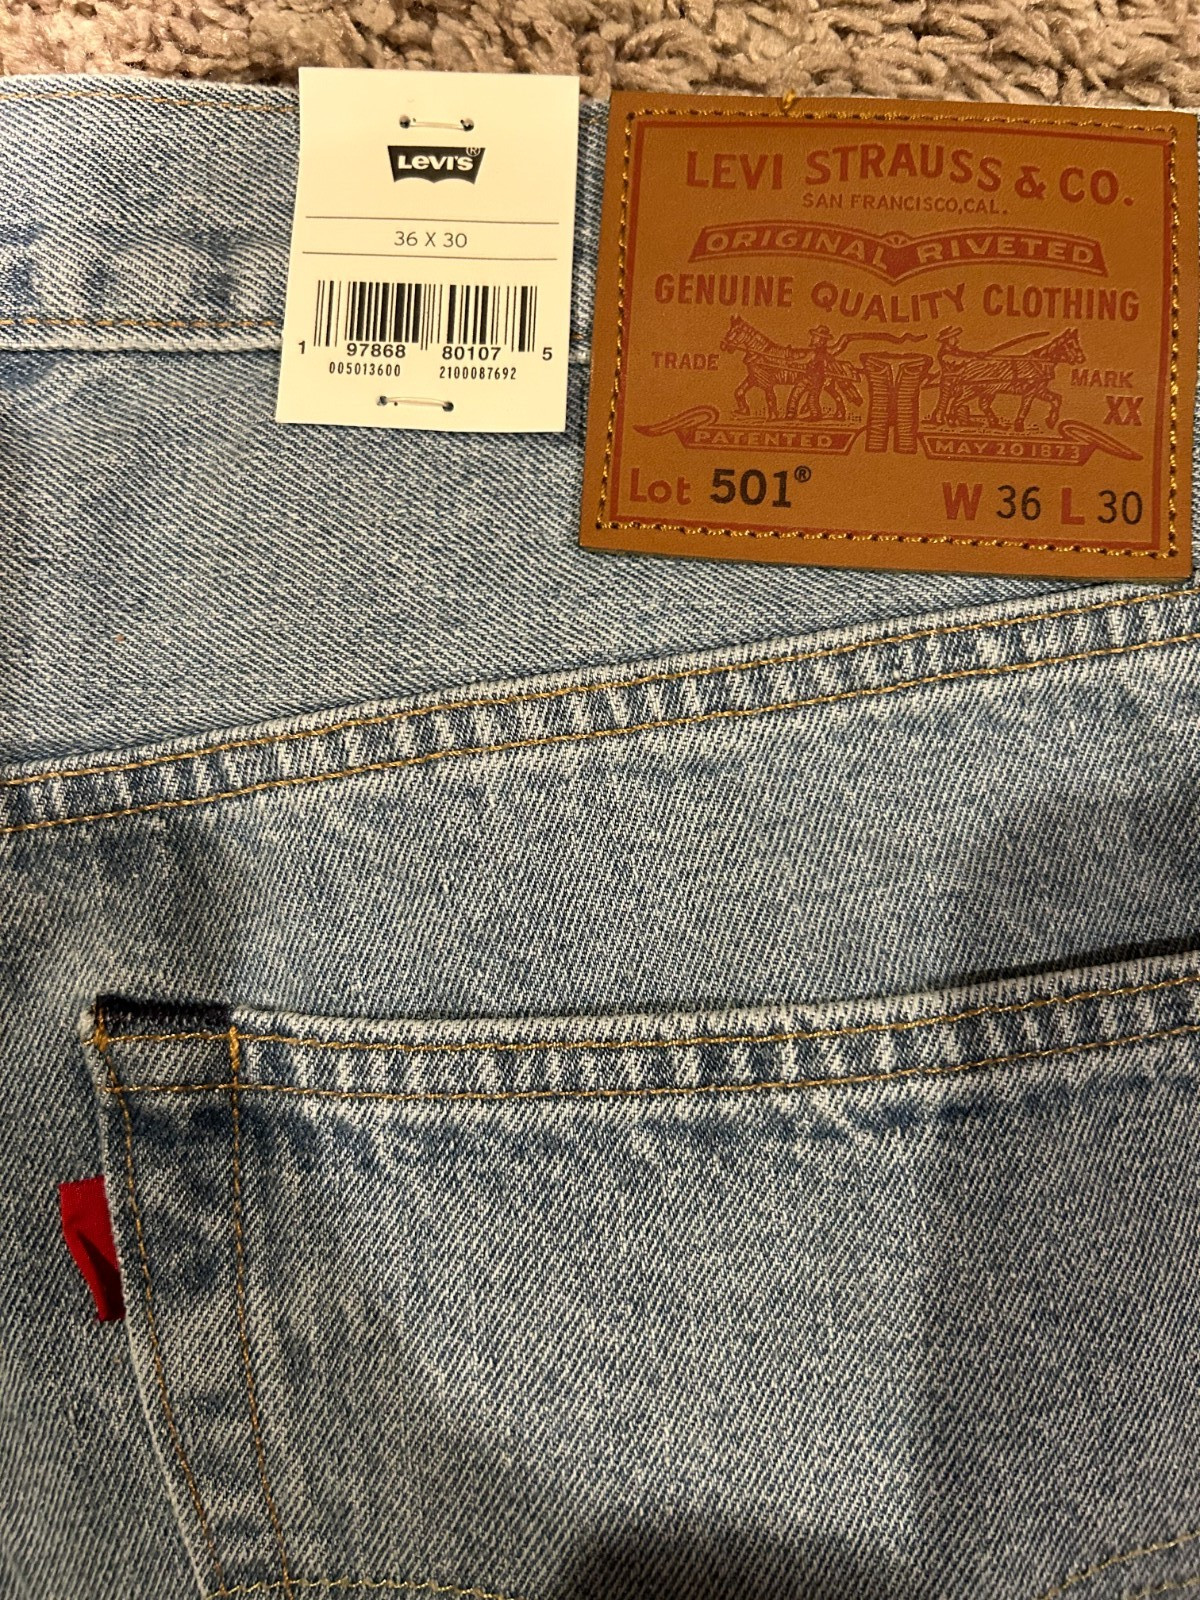 LEVI'S®
36 X 30
1 97868 80107 5
005013600 2100087692
LEVI STRAUSS & CO.
SAN FRANCISCO, CAL.
ORIGINAL RIVETED
GENUINE QUALITY CLOTHING
TRADE MARK
XX
PATENTED MAY 20 1873
Lot 501® W 36 L 30